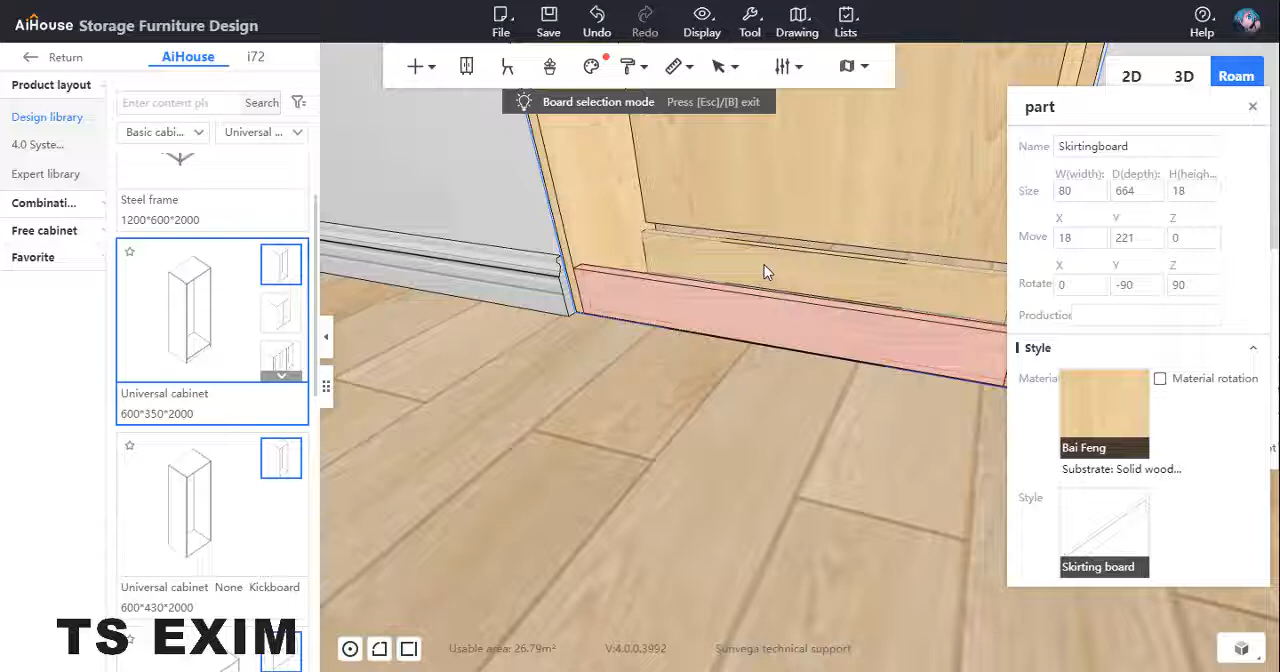 AiHouse Storage Furniture Design
File
Save
Undo
Redo
Display
Tool
Drawing
Lists
Help
Return
AiHouse
i72
Product layout
Design library
4.0 Syste...
Expert library
Combinati...
Free cabinet
Favorite
Enter content pl
Search
Basic cabi...
Universal ...
Steel frame
1200*600*2000
Universal cabinet
600*350*2000
Universal cabinet None Kickboard
600*430*2000
Board selection mode Press [Esc]/[B] exit
2D
3D
Roam
part
Name Skirtingboard
W(width): D(depth): H(heigh...
Size 80 664 18
X Y Z
Move 18 221 0
X Y Z
Rotate 0 -90 90
Production
Style
Materia
Material rotation
Bai Feng
Substrate: Solid wood...
Style
Skirting board
TS EXIM
Usable area: 26.79m²
V:4.0.0.3992
Sunvega technical support